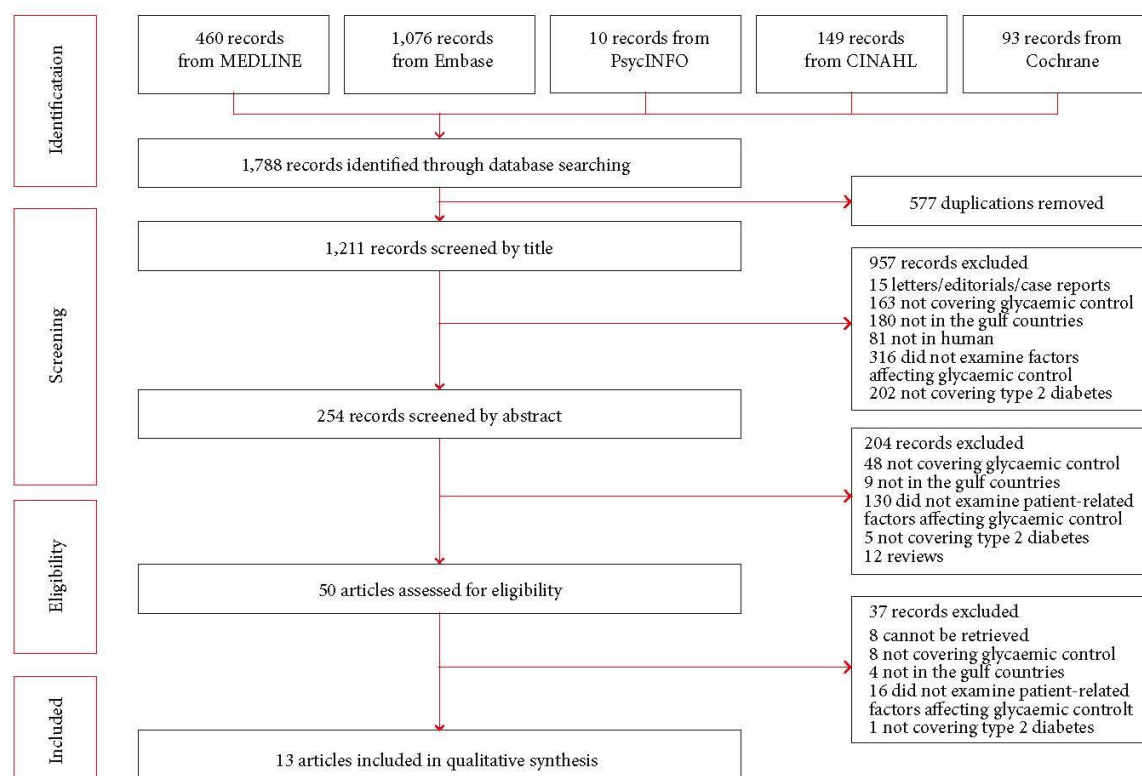 Identificataion
460 records
from MEDLINE
1,076 records
from Embase
10 records from
PsycINFO
149 records
from CINAHL
93 records from
Cochrane
1,788 records identified through database searching
577 duplications removed
Screening
1,211 records screened by title
957 records excluded
15 letters/editorials/case reports
163 not covering glycaemic control
180 not in the gulf countries
81 not in human
316 did not examine factors
affecting glycaemic control
202 not covering type 2 diabetes
254 records screened by abstract
204 records excluded
48 not covering glycaemic control
9 not in the gulf countries
130 did not examine patient-related
factors affecting glycaemic control
5 not covering type 2 diabetes
12 reviews
Eligibility
50 articles assessed for eligibility
37 records excluded
8 cannot be retrieved
8 not covering glycaemic control
4 not in the gulf countries
16 did not examine patient-related
factors affecting glycaemic controlt
1 not covering type 2 diabetes
Included
13 articles included in qualitative synthesis